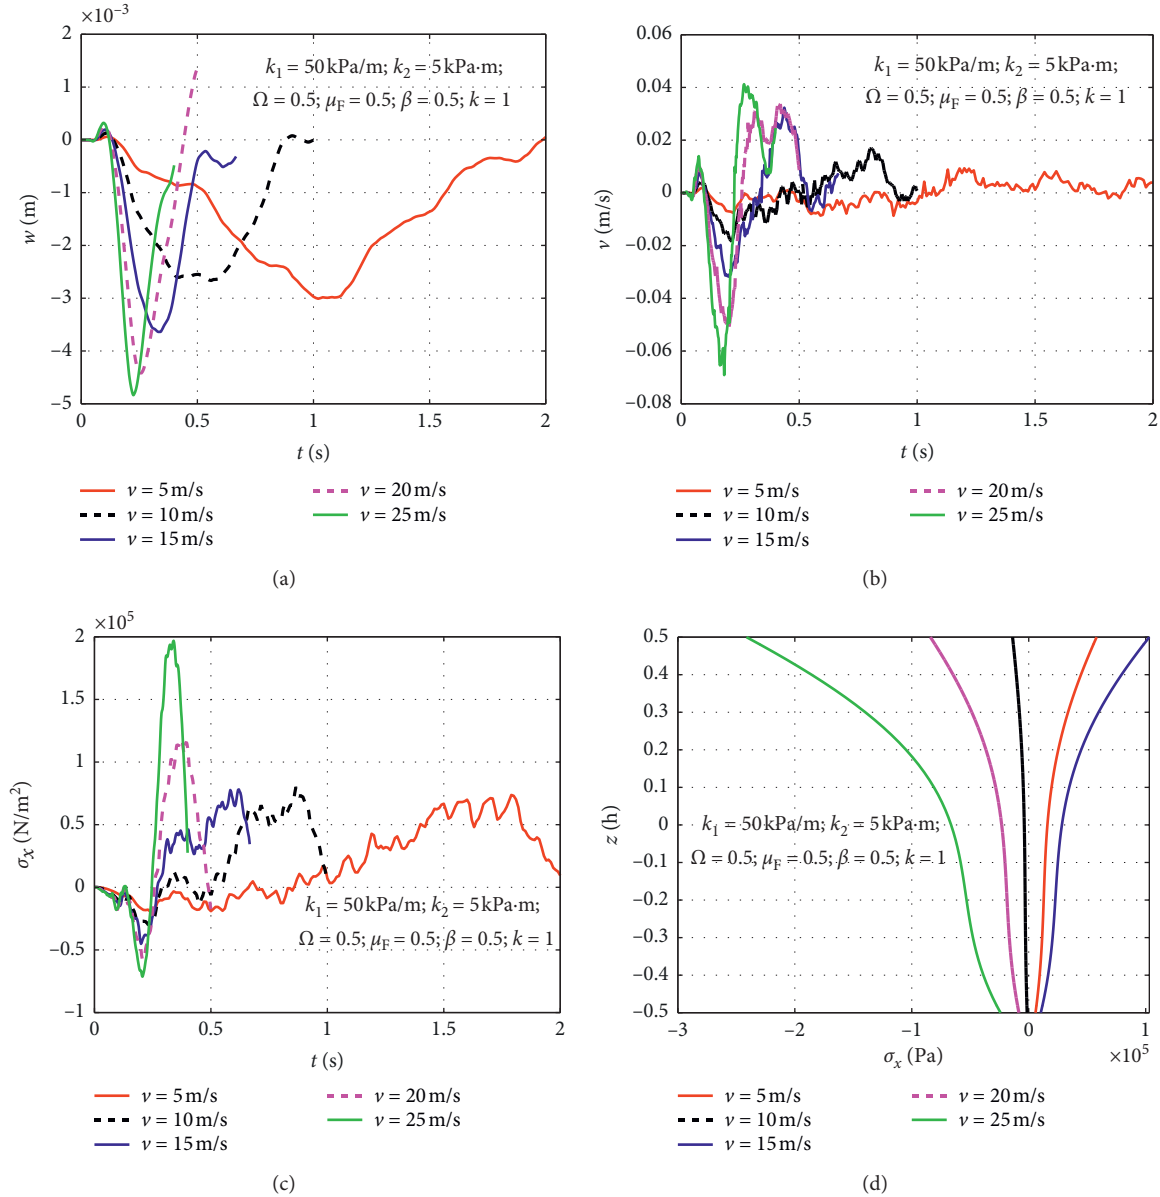 ×10⁻³
2
1
0
–1
–2
–3
–4
–5
w (m)
k₁ = 50 kPa/m; k₂ = 5 kPa·m;
Ω = 0.5; μF = 0.5; β = 0.5; k = 1
0 0.5 1 1.5 2
t (s)
v = 5 m/s
v = 10 m/s
v = 15 m/s
v = 20 m/s
v = 25 m/s
(a)
0.06
0.04
0.02
0
–0.02
–0.04
–0.06
–0.08
v (m/s)
k₁ = 50 kPa/m; k₂ = 5 kPa·m;
Ω = 0.5; μF = 0.5; β = 0.5; k = 1
0 0.5 1 1.5 2
t (s)
v = 5 m/s
v = 10 m/s
v = 15 m/s
v = 20 m/s
v = 25 m/s
(b)
×10⁵
2
1.5
1
0.5
0
–0.5
–1
σx (N/m²)
k₁ = 50 kPa/m; k₂ = 5 kPa·m;
Ω = 0.5; μF = 0.5; β = 0.5; k = 1
0 0.5 1 1.5 2
t (s)
v = 5 m/s
v = 10 m/s
v = 15 m/s
v = 20 m/s
v = 25 m/s
(c)
0.5
0.4
0.3
0.2
0.1
0
–0.1
–0.2
–0.3
–0.4
–0.5
z (h)
k₁ = 50 kPa/m; k₂ = 5 kPa·m;
Ω = 0.5; μF = 0.5; β = 0.5; k = 1
–3 –2 –1 0 1
σx (Pa)
×10⁵
v = 5 m/s
v = 10 m/s
v = 15 m/s
v = 20 m/s
v = 25 m/s
(d)